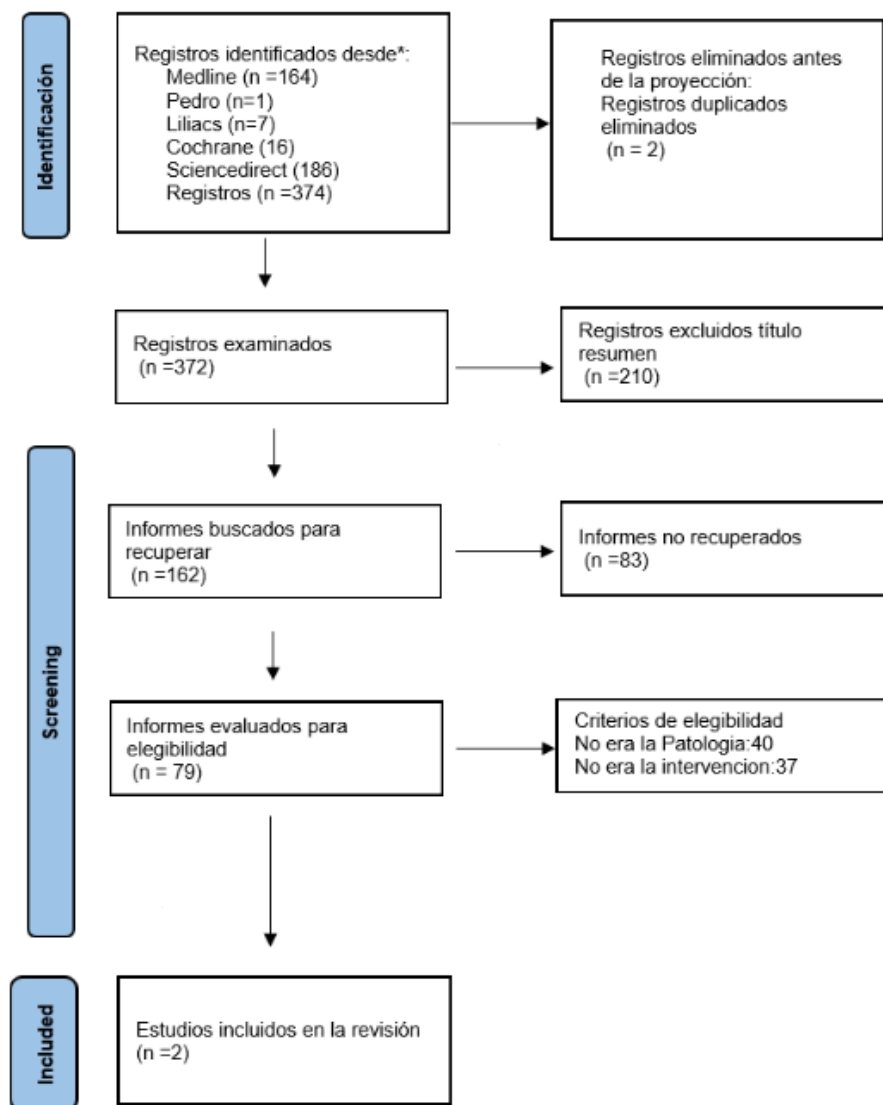 Identificación
Registros identificados desde*:
Medline (n =164)
Pedro (n=1)
Liliacs (n=7)
Cochrane (16)
Sciencedirect (186)
Registros (n =374)
Registros eliminados antes
de la proyección:
Registros duplicados
eliminados
(n = 2)
Registros examinados
(n =372)
Registros excluidos título
resumen
(n =210)
Screening
Informes buscados para
recuperar
(n =162)
Informes no recuperados
(n =83)
Informes evaluados para
elegibilidad
(n = 79)
Criterios de elegibilidad
No era la Patologia:40
No era la intervencion:37
Included
Estudios incluidos en la revisión
(n =2)